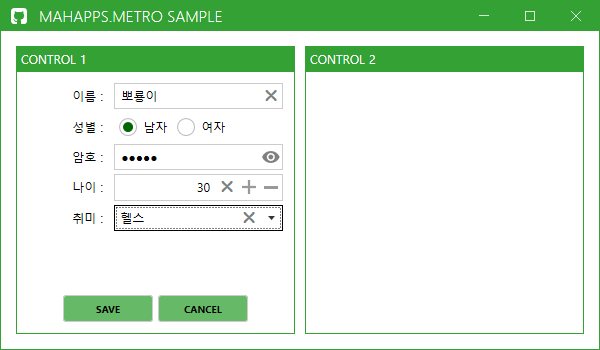 MAHAPPS.METRO SAMPLE
CONTROL 1
이름 : 뽀룡이
성별 : 남자 여자
암호 : ●●●●●
나이 : 30
취미 : 헬스
SAVE CANCEL
CONTROL 2